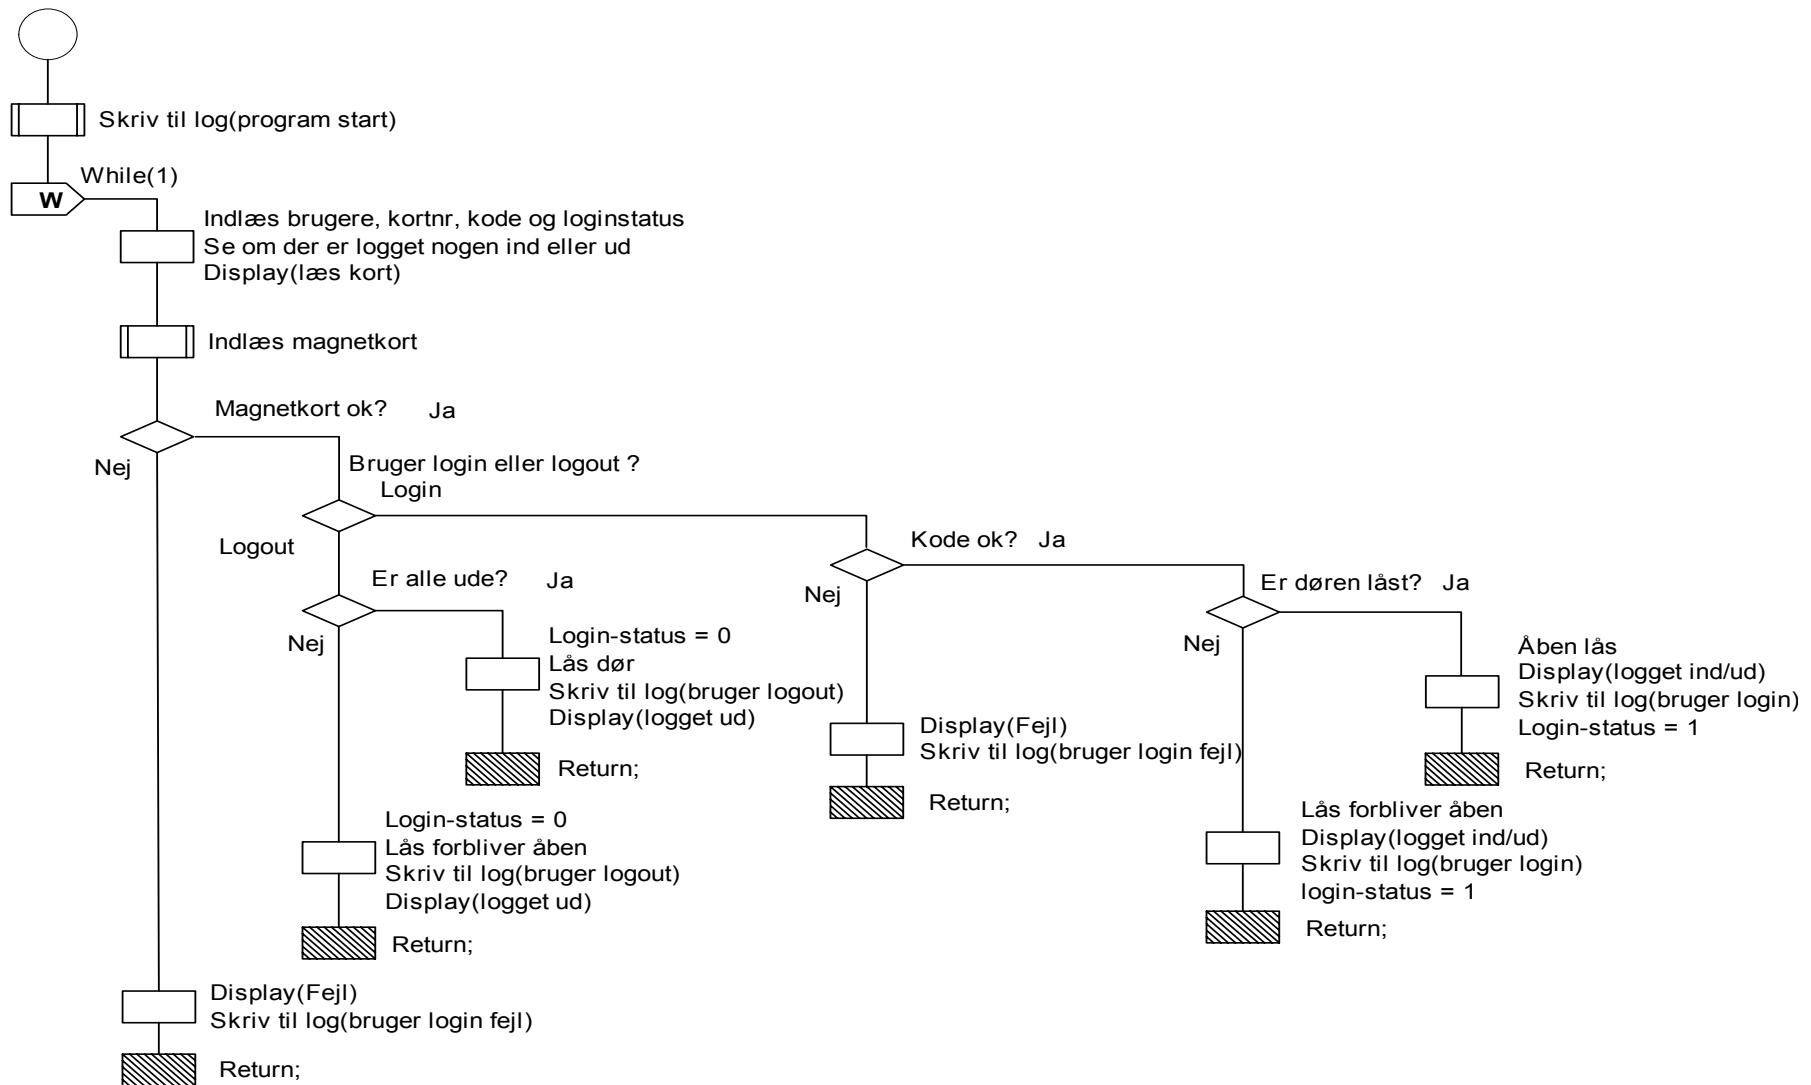 Skriv til log(program start)
While(1)
W
Indlæs brugere, kortnr, kode og loginstatus
Se om der er logget nogen ind eller ud
Display(læs kort)
Indlæs magnetkort
Magnetkort ok? Ja
Nej
Bruger login eller logout ?
Login
Logout
Kode ok? Ja
Nej
Er alle ude? Ja
Nej
Er døren låst? Ja
Nej
Login-status = 0
Lås dør
Skriv til log(bruger logout)
Display(logget ud)
Return;
Åben lås
Display(logget ind/ud)
Skriv til log(bruger login)
Login-status = 1
Return;
Display(Fejl)
Skriv til log(bruger login fejl)
Return;
Login-status = 0
Lås forbliver åben
Skriv til log(bruger logout)
Display(logget ud)
Return;
Lås forbliver åben
Display(logget ind/ud)
Skriv til log(bruger login)
login-status = 1
Return;
Display(Fejl)
Skriv til log(bruger login fejl)
Return;